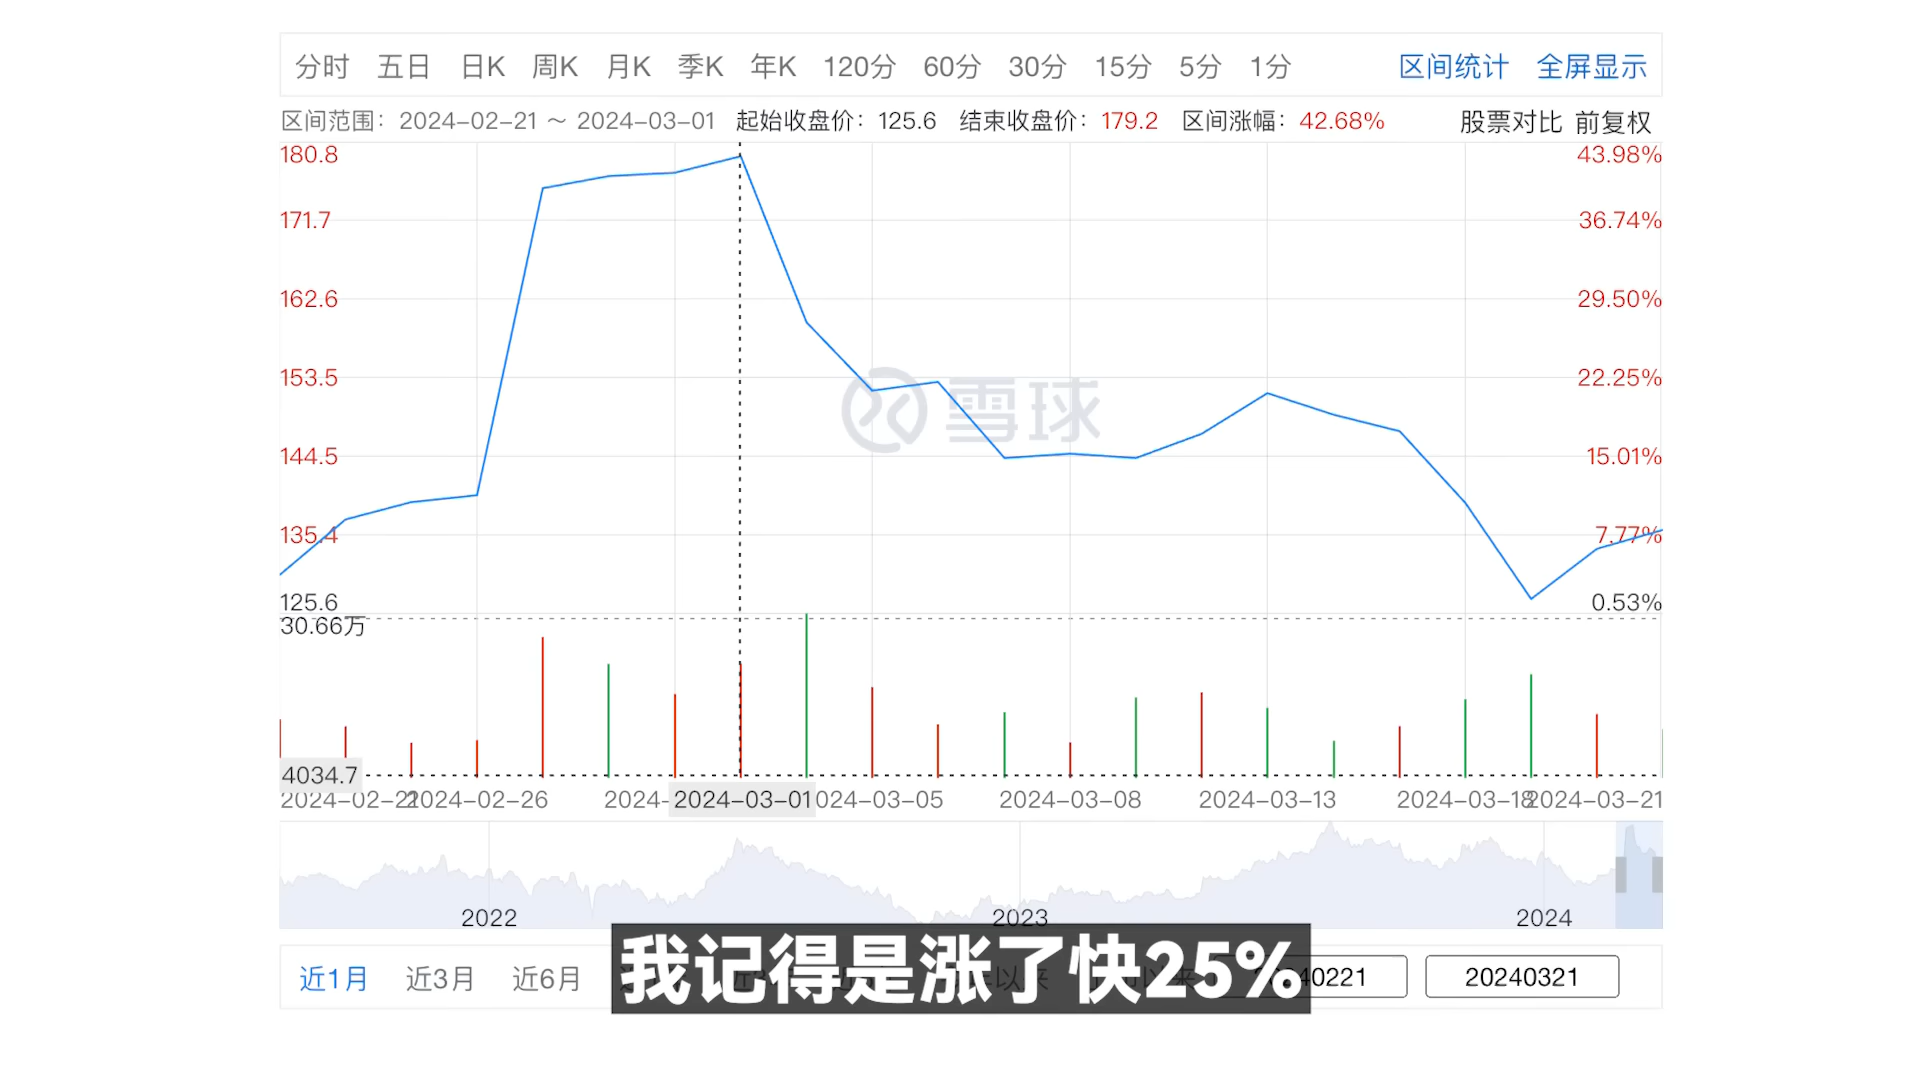 分时 五日 日K 周K 月K 季K 年K 120分 60分 30分 15分 5分 1分 区间统计 全屏显示
区间范围：2024-02-21 ～ 2024-03-01 起始收盘价：125.6 结束收盘价：179.2 区间涨幅：42.68% 股票对比 前复权
180.8 43.98%
171.7 36.74%
162.6 29.50%
153.5 22.25%
雪球
144.5 15.01%
135.4 7.77%
125.6 0.53%
30.66万
4034.7
2024-02-21 2024-02-26 2024- 2024-03-01 024-03-05 2024-03-08 2024-03-13 2024-03-18 2024-03-21
2022 2023 2024
近1月 近3月 近6月 40221 20240321
我记得是涨了快25%